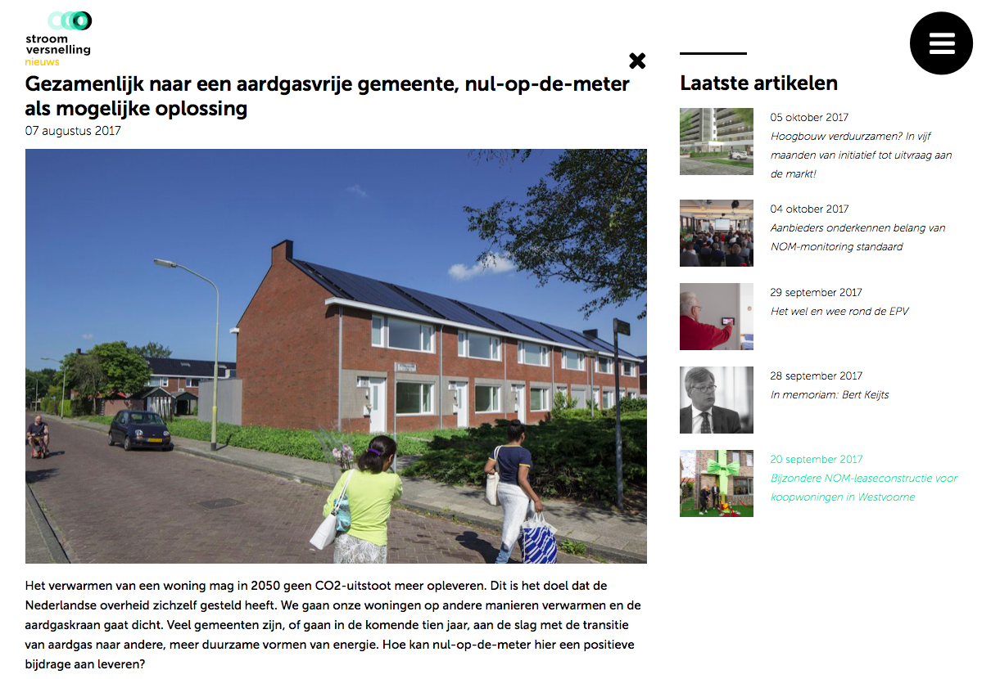 stroom
versnelling
nieuws
Gezamenlijk naar een aardgasvrije gemeente, nul-op-de-meter
als mogelijke oplossing
07 augustus 2017
Het verwarmen van een woning mag in 2050 geen CO2-uitstoot meer opleveren. Dit is het doel dat de
Nederlandse overheid zichzelf gesteld heeft. We gaan onze woningen op andere manieren verwarmen en de
aardgaskraan gaat dicht. Veel gemeenten zijn, of gaan in de komende tien jaar, aan de slag met de transitie
van aardgas naar andere, meer duurzame vormen van energie. Hoe kan nul-op-de-meter hier een positieve
bijdrage aan leveren?
Laatste artikelen
05 oktober 2017
Hoogbouw verduurzamen? In vijf
maanden van initiatief tot uitvraag aan
de markt!
04 oktober 2017
Aanbieders onderkennen belang van
NOM-monitoring standaard
29 september 2017
Het wel en wee rond de EPV
28 september 2017
In memoriam: Bert Keijts
20 september 2017
Bijzondere NOM-leaseconstructie voor
koopwoningen in Westvoorne